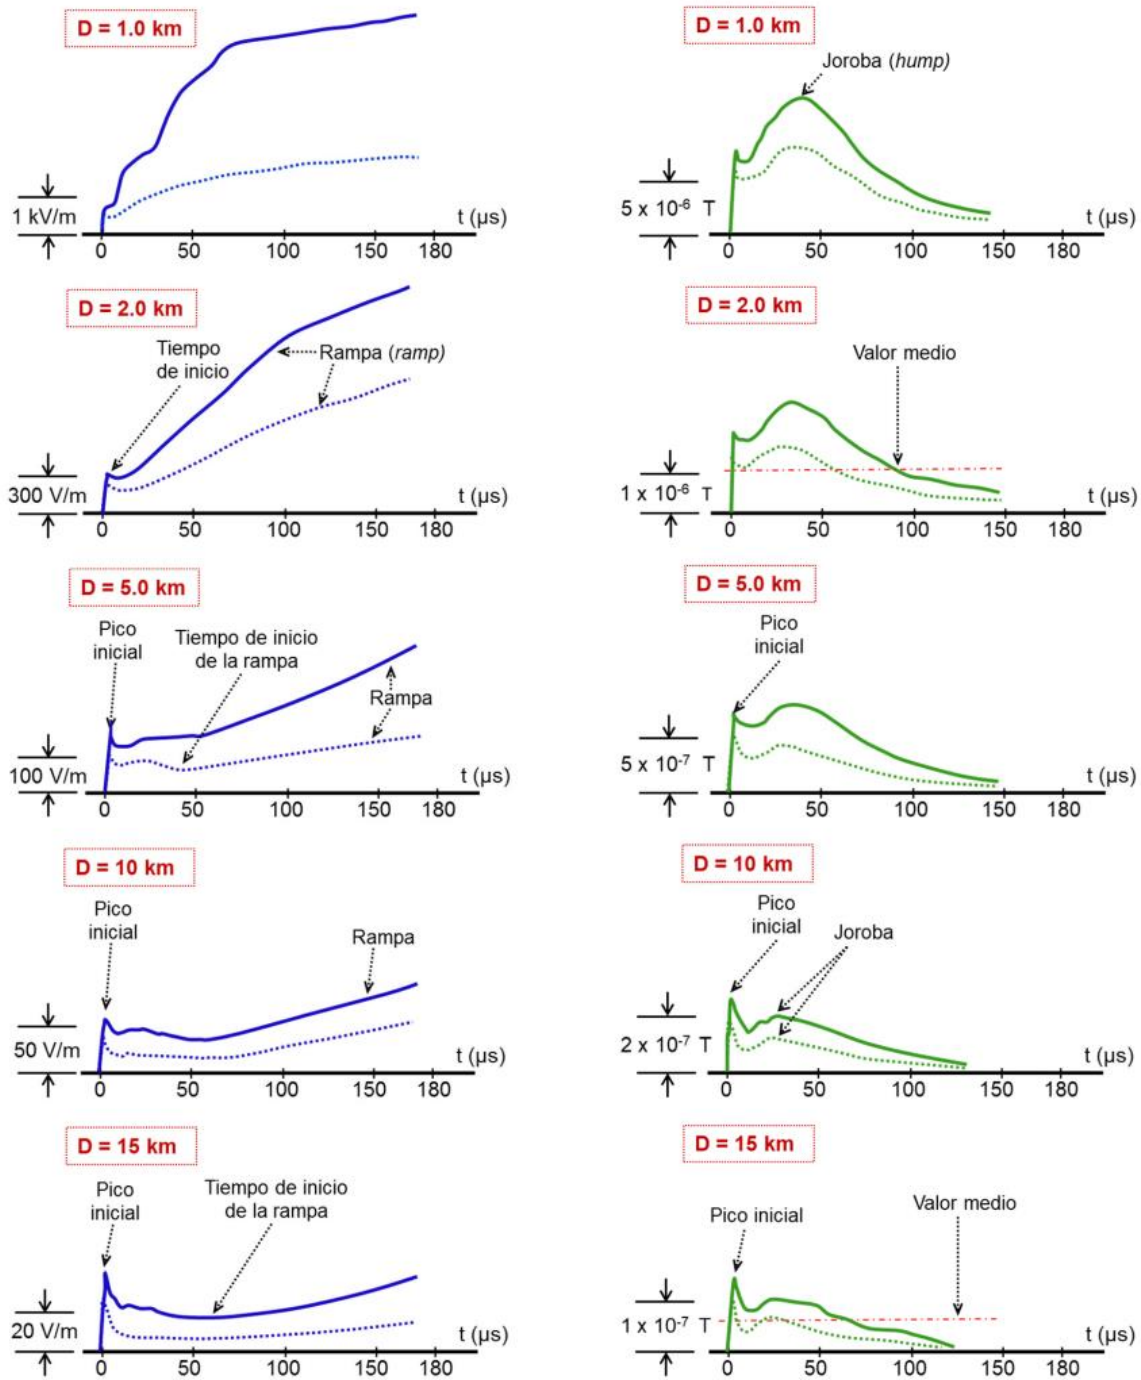 D = 1.0 km
1 kV/m
t (µs)
0 50 100 150 180
D = 1.0 km
Joroba (hump)
5 x 10⁻⁶ T
t (µs)
0 50 100 150 180
D = 2.0 km
Tiempo
de inicio
Rampa (ramp)
300 V/m
t (µs)
0 50 100 150 180
D = 2.0 km
Valor medio
1 x 10⁻⁶ T
t (µs)
0 50 100 150 180
D = 5.0 km
Pico
inicial
Tiempo de inicio
de la rampa
Rampa
100 V/m
t (µs)
0 50 100 150 180
D = 5.0 km
Pico
inicial
5 x 10⁻⁷ T
t (µs)
0 50 100 150 180
D = 10 km
Pico
inicial
Rampa
50 V/m
t (µs)
0 50 100 150 180
D = 10 km
Pico
inicial
Joroba
2 x 10⁻⁷ T
t (µs)
0 50 100 150 180
D = 15 km
Pico
inicial
Tiempo de inicio
de la rampa
20 V/m
t (µs)
0 50 100 150 180
D = 15 km
Pico inicial
Valor medio
1 x 10⁻⁷ T
t (µs)
0 50 100 150 180